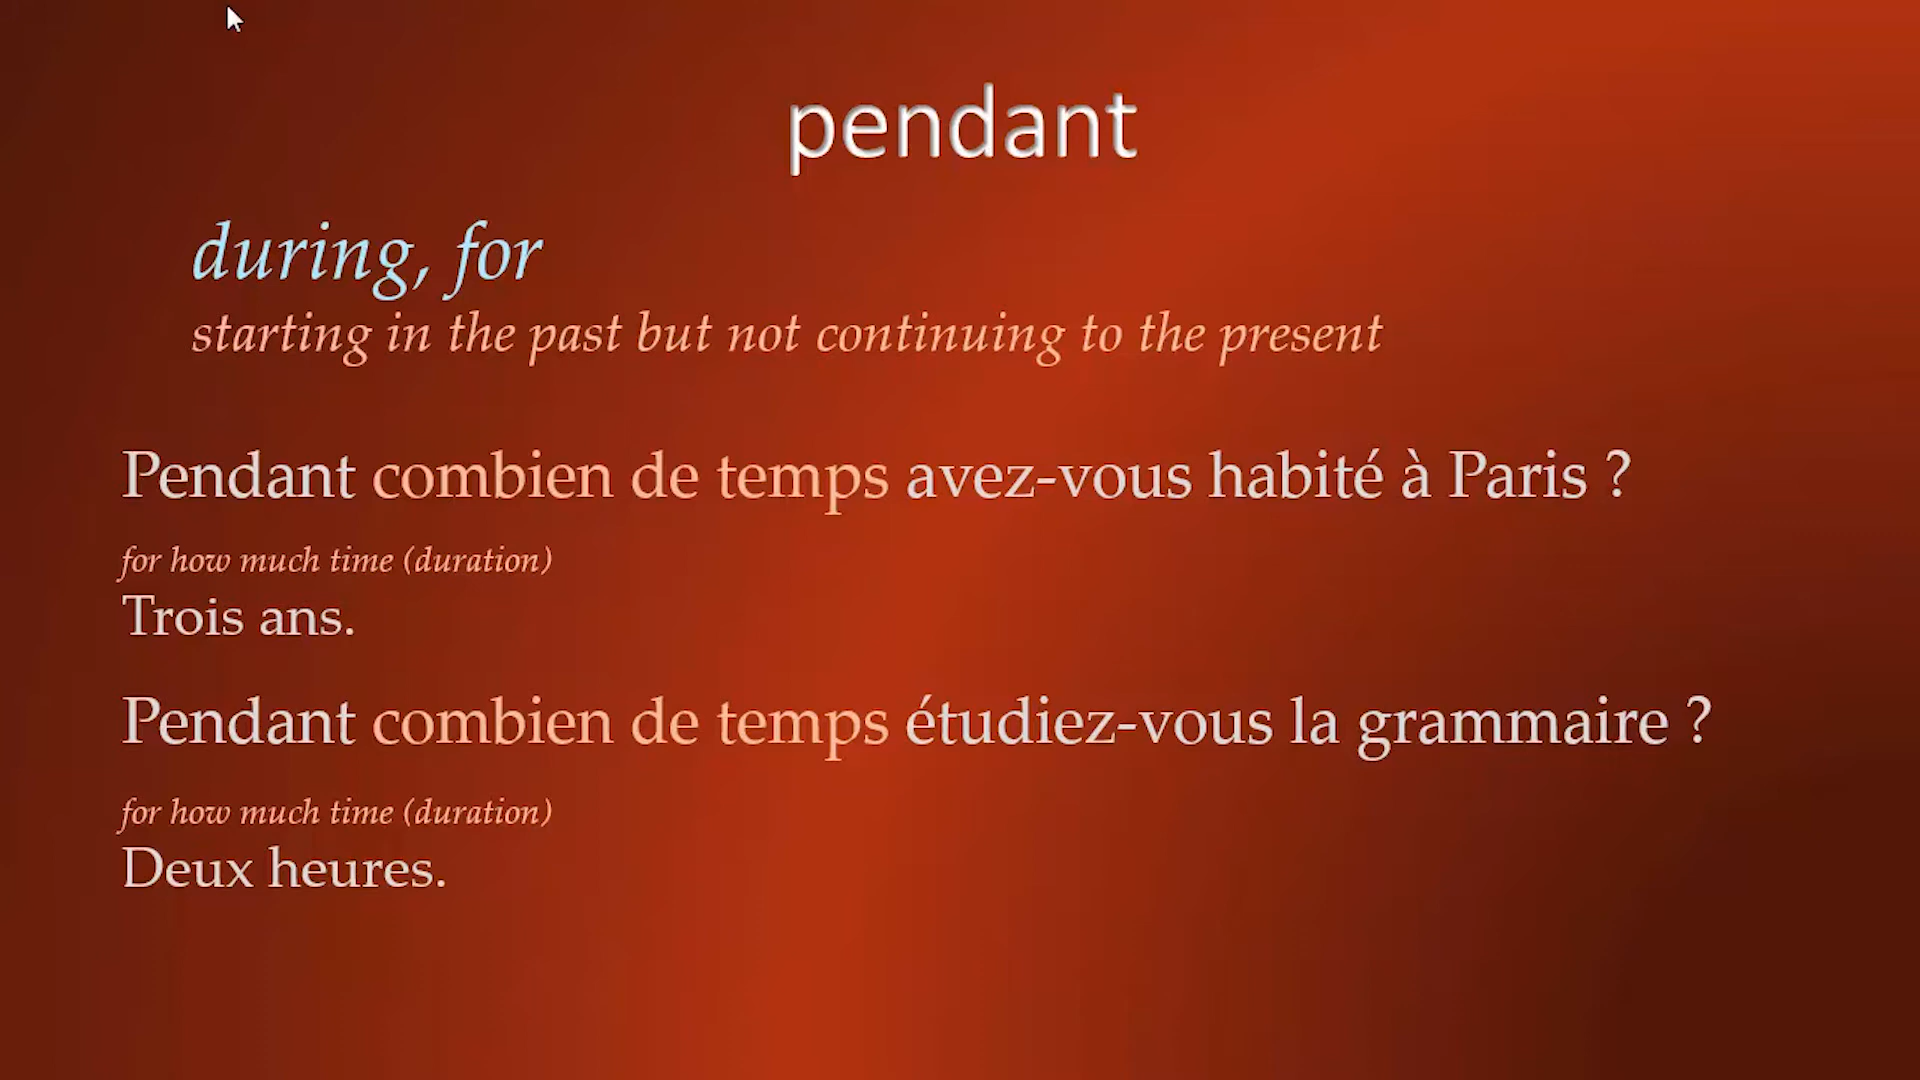 pendant
during, for
starting in the past but not continuing to the present
Pendant combien de temps avez-vous habité à Paris ?
for how much time (duration)
Trois ans.
Pendant combien de temps étudiez-vous la grammaire ?
for how much time (duration)
Deux heures.